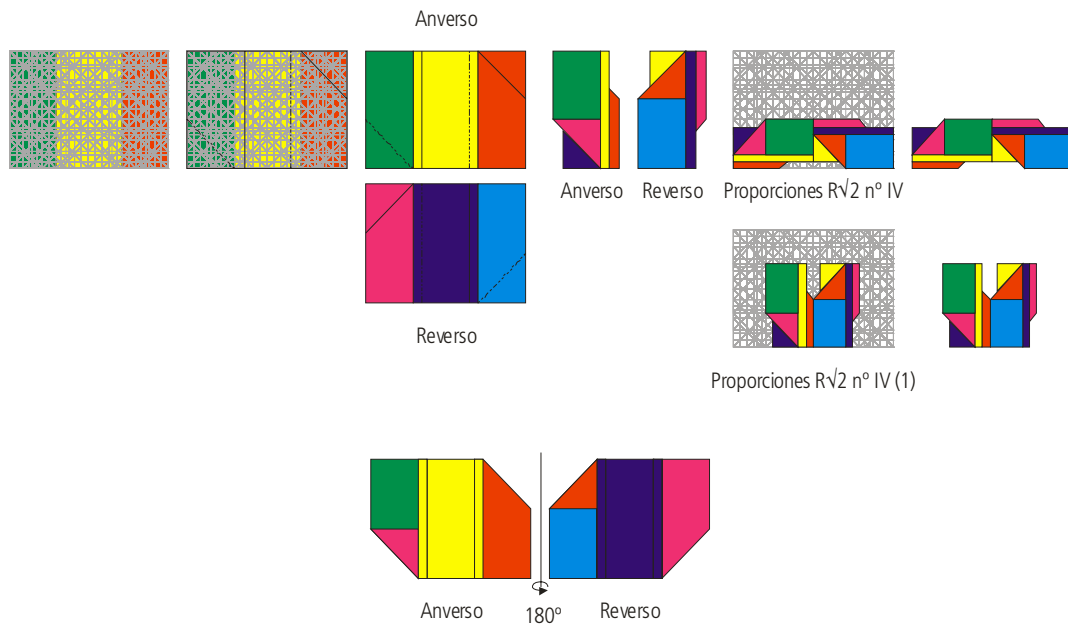 Anverso
Anverso
Reverso
Proporciones R√2 nº IV
Reverso
Proporciones R√2 nº IV (1)
Anverso
180º
Reverso